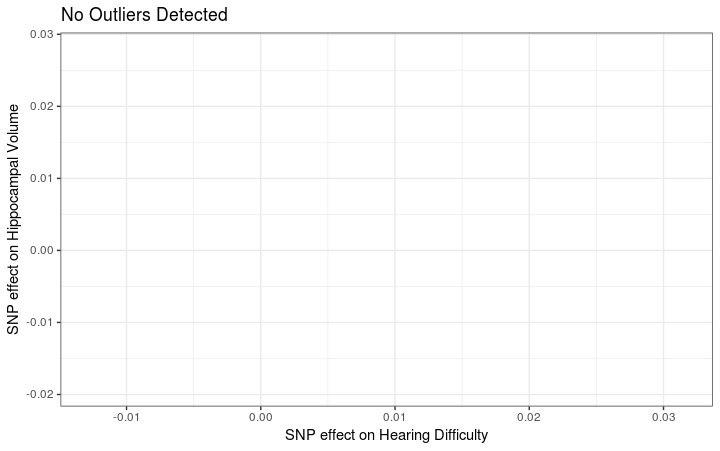 No Outliers Detected
0.03
0.02
0.01
0.00
-0.01
-0.02
SNP effect on Hippocampal Volume
-0.01 0.00 0.01 0.02 0.03
SNP effect on Hearing Difficulty